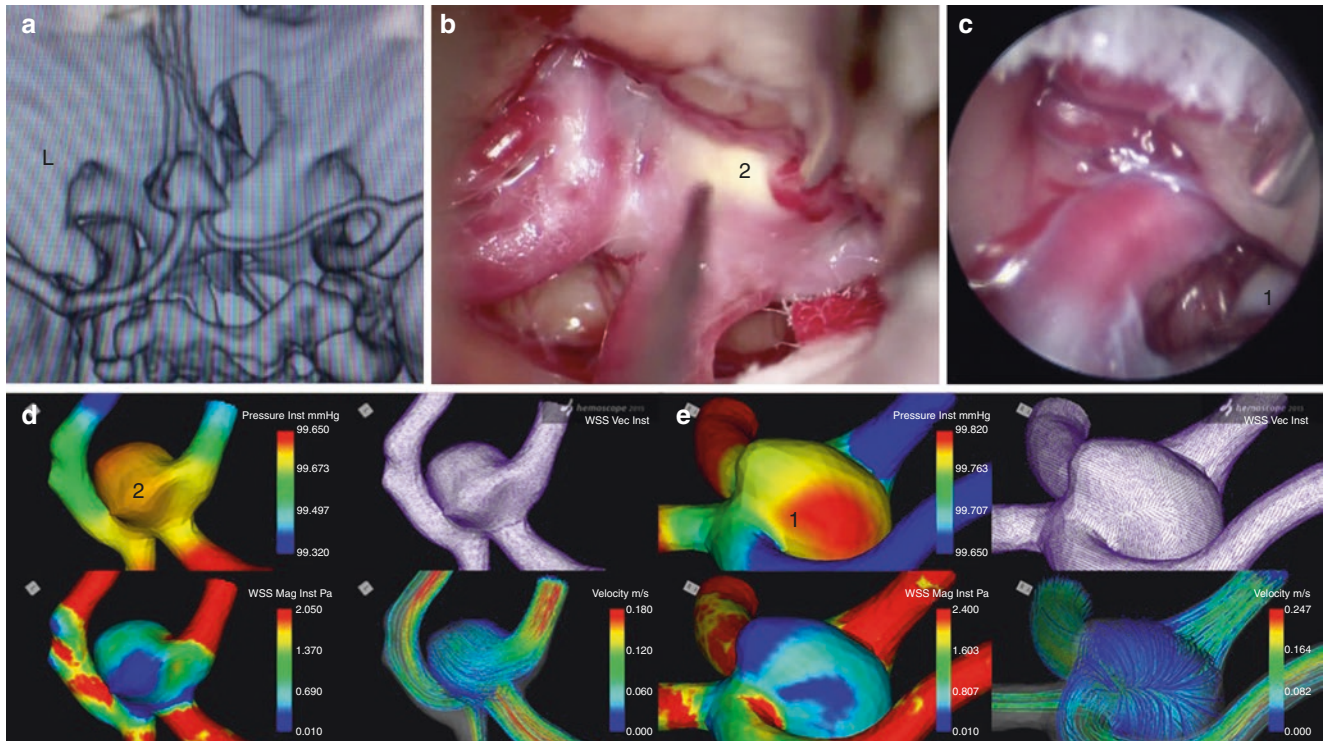 a
L
b
2
c
1
d
Pressure Inst mmHg
99.650
99.673
99.497
99.320
2
hemoscope 2015
WSS Vec Inst
WSS Mag Inst Pa
2.050
1.370
0.690
0.010
Velocity m/s
0.180
0.120
0.060
0.000
e
Pressure Inst mmHg
99.820
99.763
99.707
99.650
1
hemoscope 2015
WSS Vec Inst
WSS Mag Inst Pa
2.400
1.603
0.807
0.010
Velocity m/s
0.247
0.164
0.082
0.000